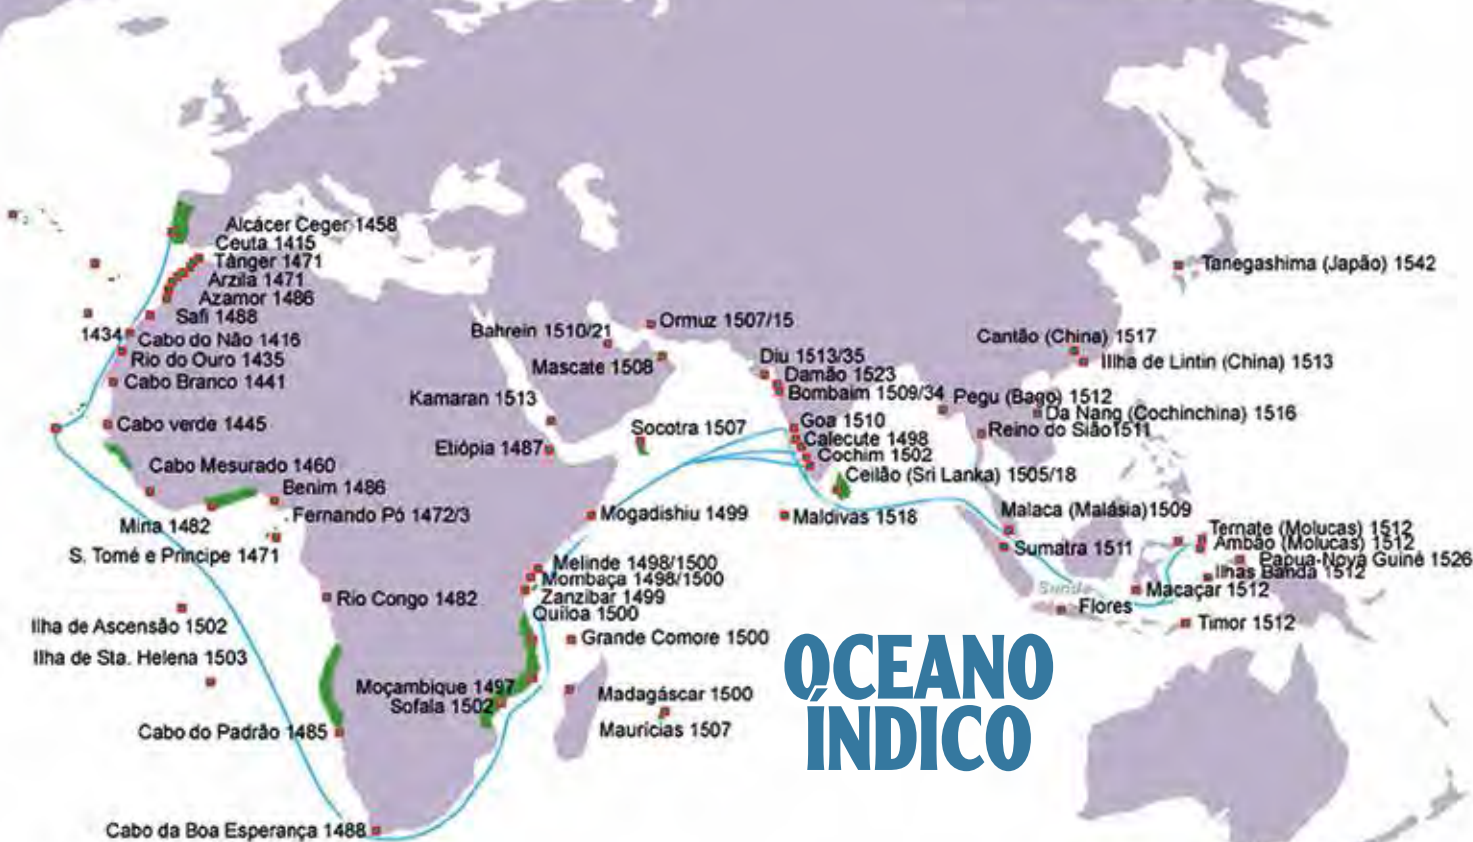 Alcácer Ceger 1458
Ceuta 1415
Tânger 1471
Arzila 1471
Azamor 1486
Safi 1488
1434
Cabo do Não 1416
Rio do Ouro 1435
Cabo Branco 1441
Cabo verde 1445
Cabo Mesurado 1460
Benim 1486
Fernando Pó 1472/3
Mina 1482
S. Tomé e Principe 1471
Rio Congo 1482
Ilha de Ascensão 1502
Ilha de Sta. Helena 1503
Cabo do Padrão 1485
Cabo da Boa Esperança 1488
Bahrein 1510/21
Ormuz 1507/15
Mascate 1508
Kamaran 1513
Etiópia 1487
Socotra 1507
Mogadishiu 1499
Melinde 1498/1500
Mombaça 1498/1500
Zanzibar 1499
Quíloa 1500
Grande Comore 1500
Moçambique 1497
Sofala 1502
Madagáscar 1500
Maurícias 1507
Diu 1513/35
Damão 1523
Bombaim 1509/34
Goa 1510
Calecute 1498
Cochim 1502
Ceilão (Sri Lanka) 1505/18
Maldivas 1518
Tanegashima (Japão) 1542
Cantão (China) 1517
Illha de Lintin (China) 1513
Pegu (Bago) 1512
Da Nang (Cochinchina) 1516
Reino do Sião1511
Malaca (Malásia)1509
Sumatra 1511
Ternate (Molucas) 1512
Ambão (Molucas) 1512
Papua-Nova Guiné 1526
Ilhas Banda 1512
Macaçar 1512
Sunda
Flores
Timor 1512
OCEANO
ÍNDICO